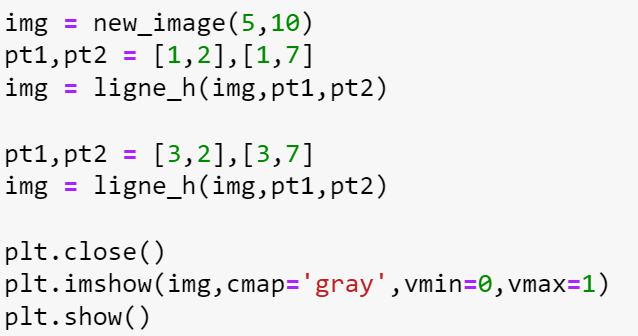 img = new_image(5,10)
pt1,pt2 = [1,2],[1,7]
img = ligne_h(img,pt1,pt2)
pt1,pt2 = [3,2],[3,7]
img = ligne_h(img,pt1,pt2)
plt.close()
plt.imshow(img,cmap='gray',vmin=0,vmax=1)
plt.show()